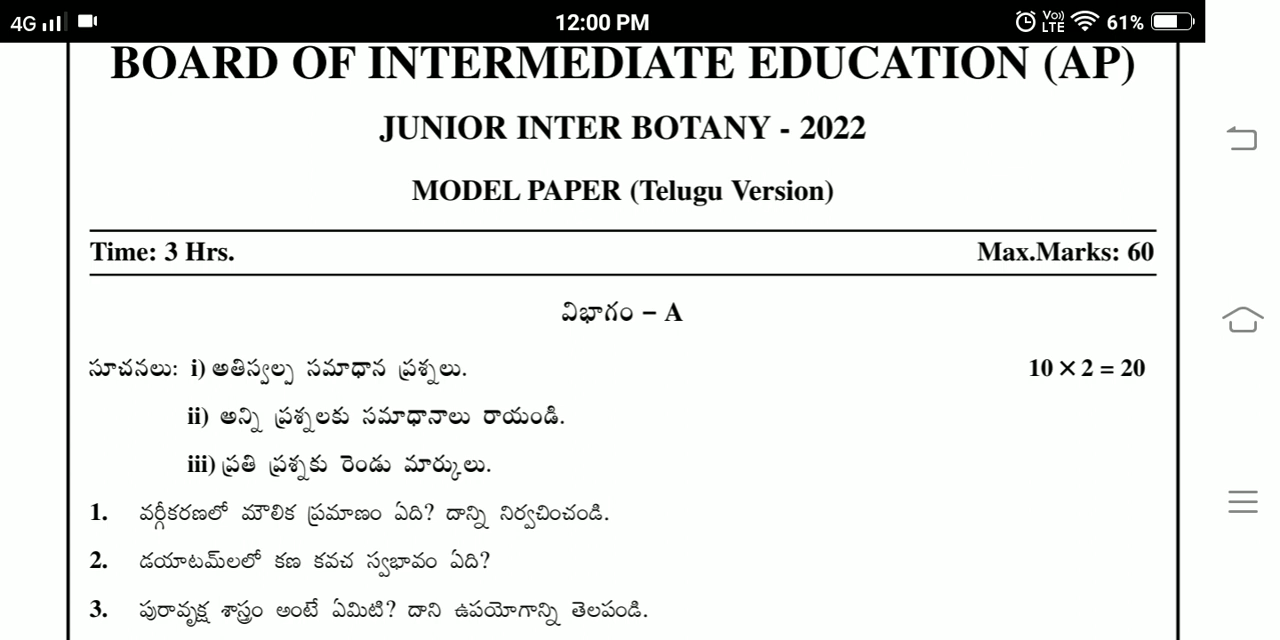 4G 12:00 PM Vo)) LTE 61%
BOARD OF INTERMEDIATE EDUCATION (AP)
JUNIOR INTER BOTANY - 2022
MODEL PAPER (Telugu Version)
Time: 3 Hrs. Max.Marks: 60
విభాగం – A
సూచనలు: i) అతిస్వల్ప సమాధాన ప్రశ్నలు. 10 × 2 = 20
ii) అన్ని ప్రశ్నలకు సమాధానాలు రాయండి.
iii) ప్రతి ప్రశ్నకు రెండు మార్కులు.
1. వర్గీకరణలో మౌలిక ప్రమాణం ఏది? దాన్ని నిర్వచించండి.
2. డయాటమ్‌లలో కణ కవచ స్వభావం ఏది?
3. పురావృక్ష శాస్త్రం అంటే ఏమిటి? దాని ఉపయోగాన్ని తెలపండి.